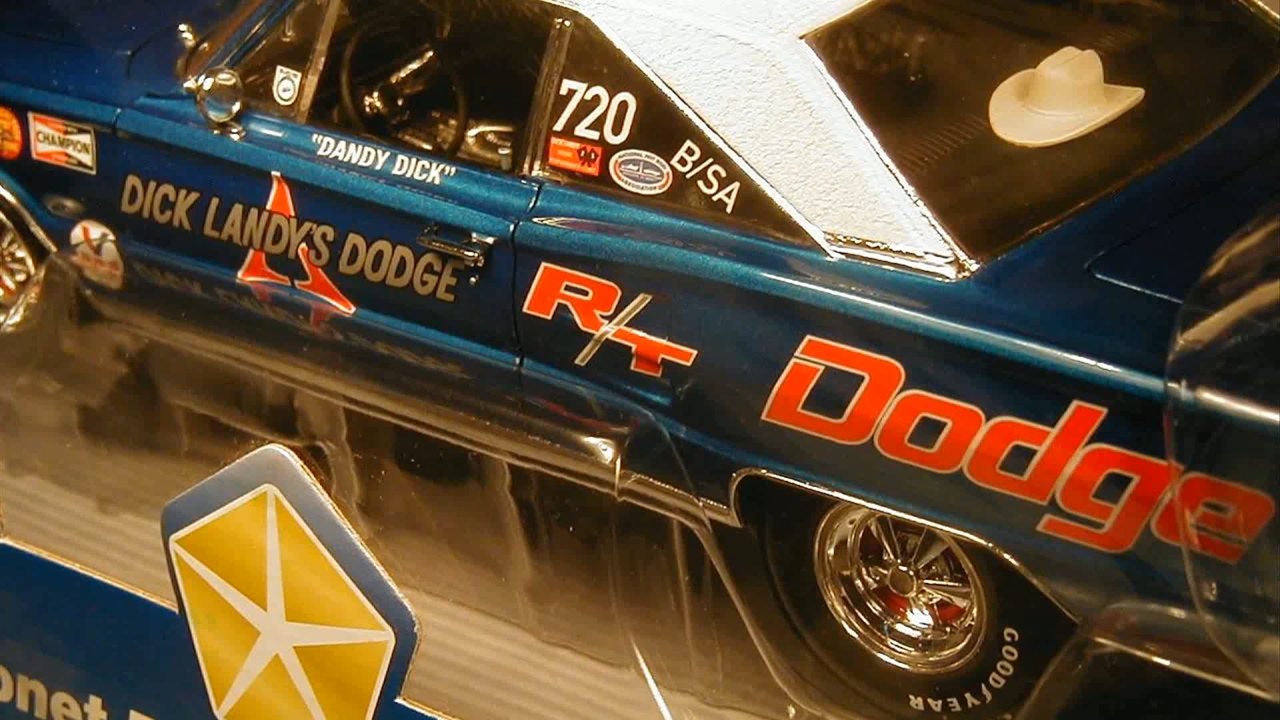 CHAMPION
"DANDY DICK"
DICK LANDY'S DODGE
720
B/SA
R/T
Dodge
GOODYEAR
onet